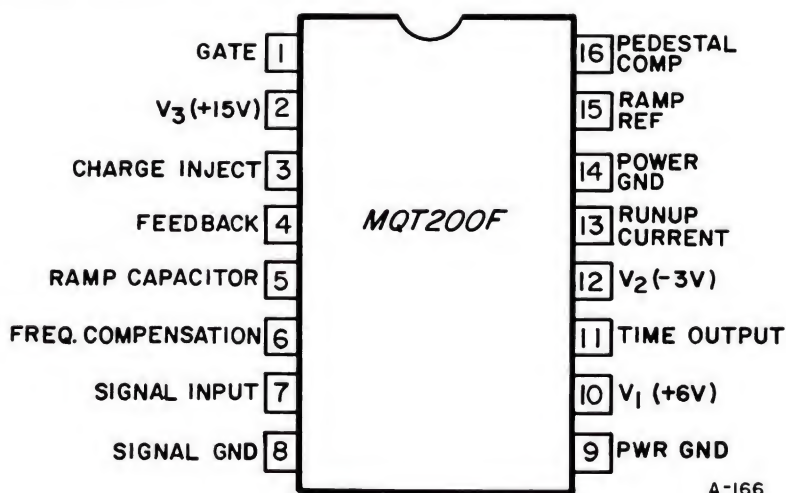 GATE 1
V3 (+15V) 2
CHARGE INJECT 3
FEEDBACK 4
RAMP CAPACITOR 5
FREQ. COMPENSATION 6
SIGNAL INPUT 7
SIGNAL GND 8
MQT200F
16 PEDESTAL
COMP
15 RAMP
REF
14 POWER
GND
13 RUNUP
CURRENT
12 V2 (-3V)
11 TIME OUTPUT
10 V1 (+6V)
9 PWR GND
A-166